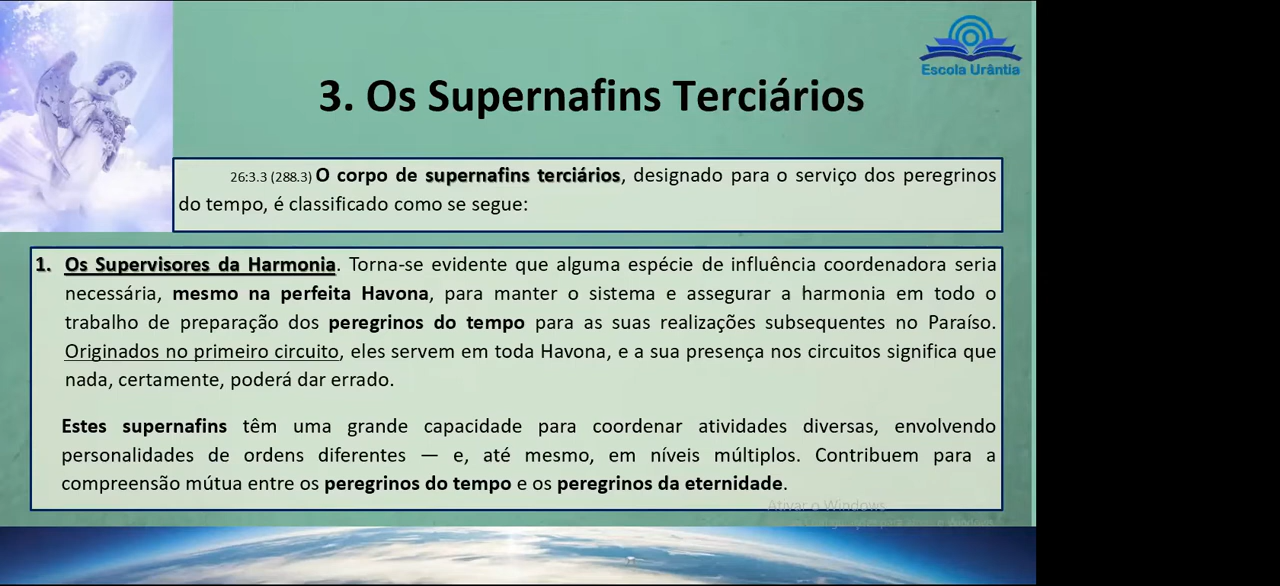 Escola Urântia
3. Os Supernafins Terciários
26:3.3 (288.3) O corpo de supernafins terciários, designado para o serviço dos peregrinos
do tempo, é classificado como se segue:
1. Os Supervisores da Harmonia. Torna-se evidente que alguma espécie de influência coordenadora seria
necessária, mesmo na perfeita Havona, para manter o sistema e assegurar a harmonia em todo o
trabalho de preparação dos peregrinos do tempo para as suas realizações subsequentes no Paraíso.
Originados no primeiro circuito, eles servem em toda Havona, e a sua presença nos circuitos significa que
nada, certamente, poderá dar errado.
Estes supernafins têm uma grande capacidade para coordenar atividades diversas, envolvendo
personalidades de ordens diferentes — e, até mesmo, em níveis múltiplos. Contribuem para a
compreensão mútua entre os peregrinos do tempo e os peregrinos da eternidade.
Ativar o Windows